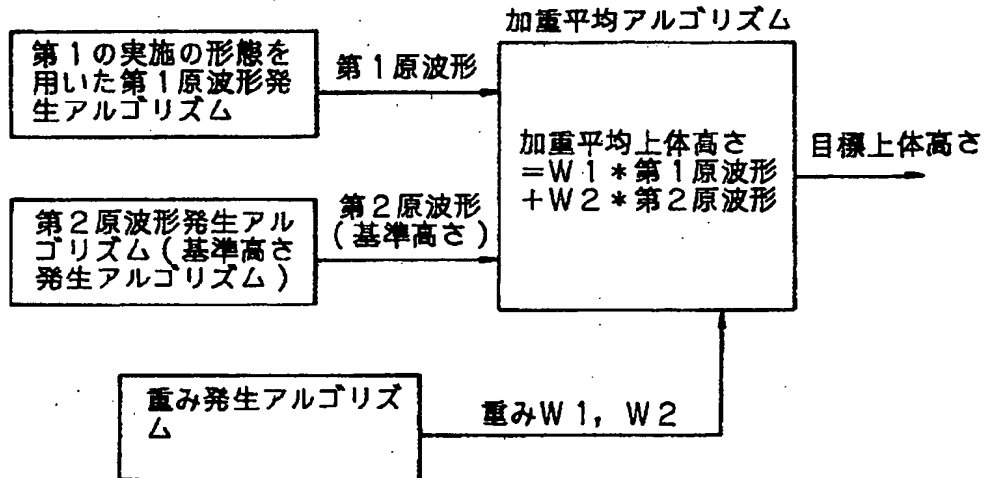 加重平均アルゴリズム
第1の実施の形態を
用いた第1原波形発
生アルゴリズム
第1原波形
加重平均上体高さ
=W1*第1原波形
+W2*第2原波形
目標上体高さ
第2原波形発生アル
ゴリズム(基準高さ
発生アルゴリズム)
第2原波形
(基準高さ)
重み発生アルゴリズ
ム
重みW1, W2